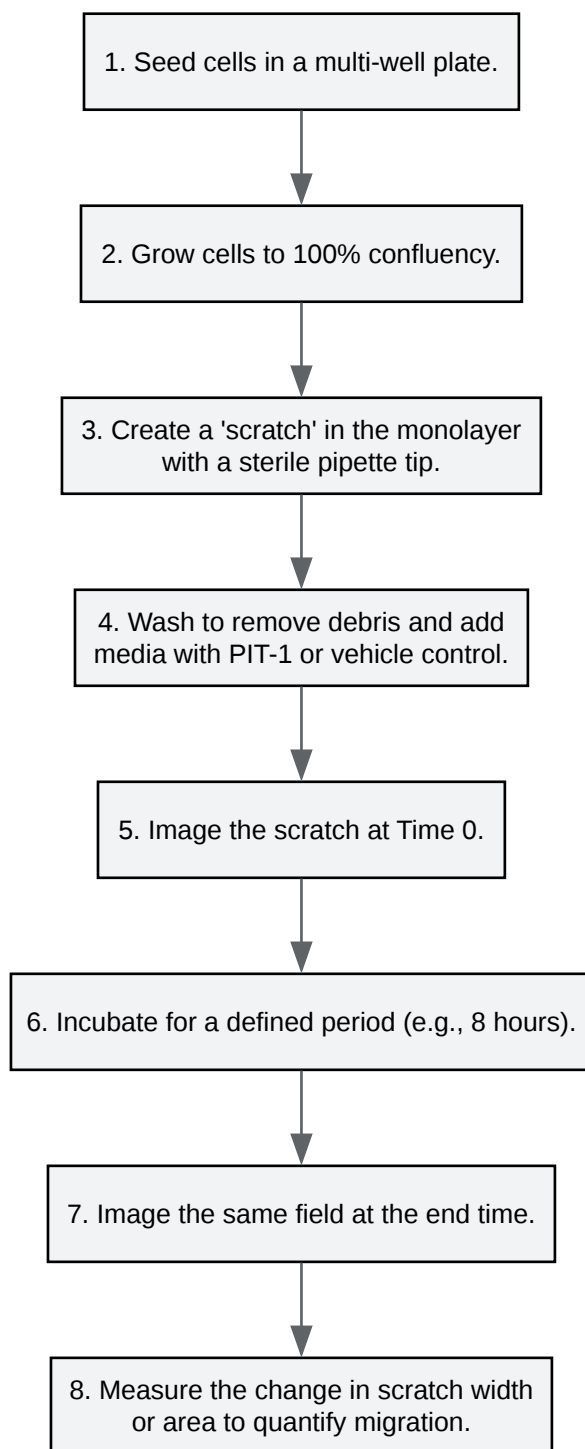 1. Seed cells in a multi-well plate.
2. Grow cells to 100% confluency.
3. Create a 'scratch' in the monolayer
with a sterile pipette tip.
4. Wash to remove debris and add
media with PIT-1 or vehicle control.
5. Image the scratch at Time 0.
6. Incubate for a defined period (e.g., 8 hours).
7. Image the same field at the end time.
8. Measure the change in scratch width
or area to quantify migration.